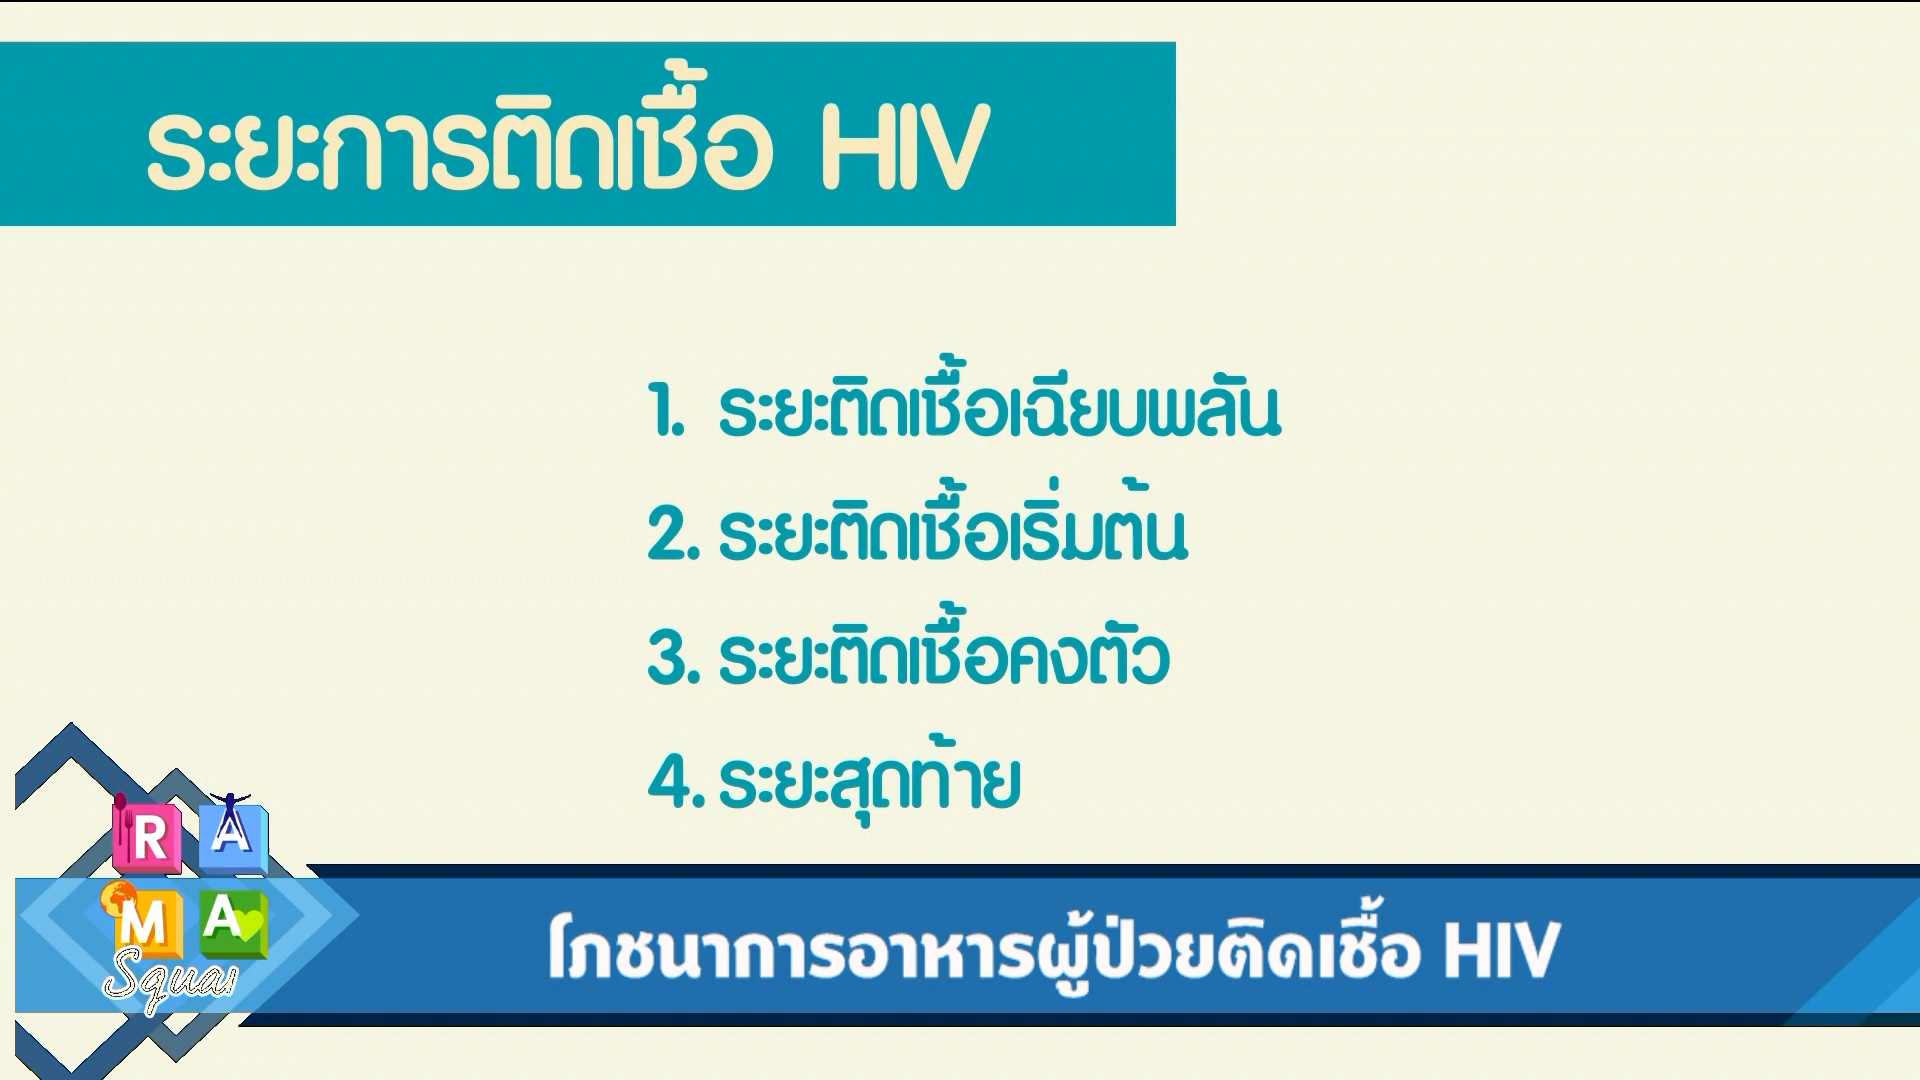 ระยะการติดเชื้อ HIV
1. ระยะติดเชื้อเฉียบพลัน
2. ระยะติดเชื้อเริ่มต้น
3. ระยะติดเชื้อคงตัว
4. ระยะสุดท้าย
R A
M A
โภชนาการอาหารผู้ป่วยติดเชื้อ HIV